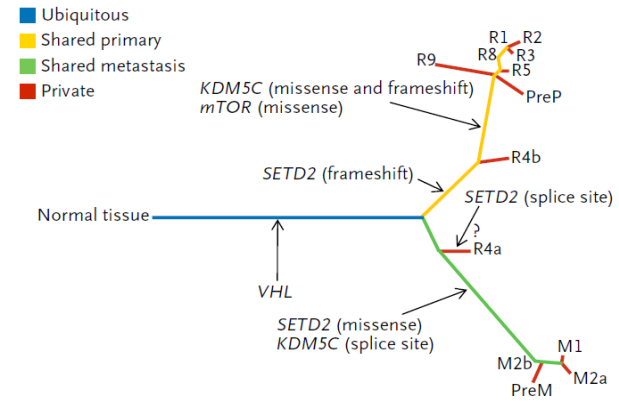 Ubiquitous
Shared primary
Shared metastasis
Private
R1
R2
R8
R3
R9
R5
PreP
KDM5C (missense and frameshift)
mTOR (missense)
R4b
SETD2 (frameshift)
SETD2 (splice site)
Normal tissue
?
R4a
VHL
SETD2 (missense)
KDM5C (splice site)
M1
M2b
M2a
PreM